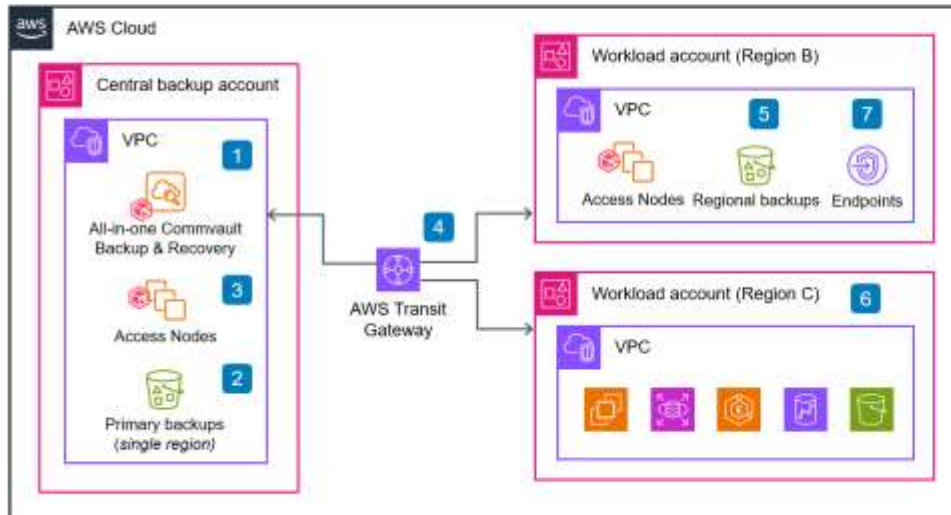 aws
AWS Cloud
Central backup account
VPC
1
All-in-one Commvault
Backup & Recovery
3
Access Nodes
2
Primary backups
(single region)
4
AWS Transit
Gateway
Workload account (Region B)
VPC
5
7
Access Nodes
Regional backups
Endpoints
Workload account (Region C)
6
VPC